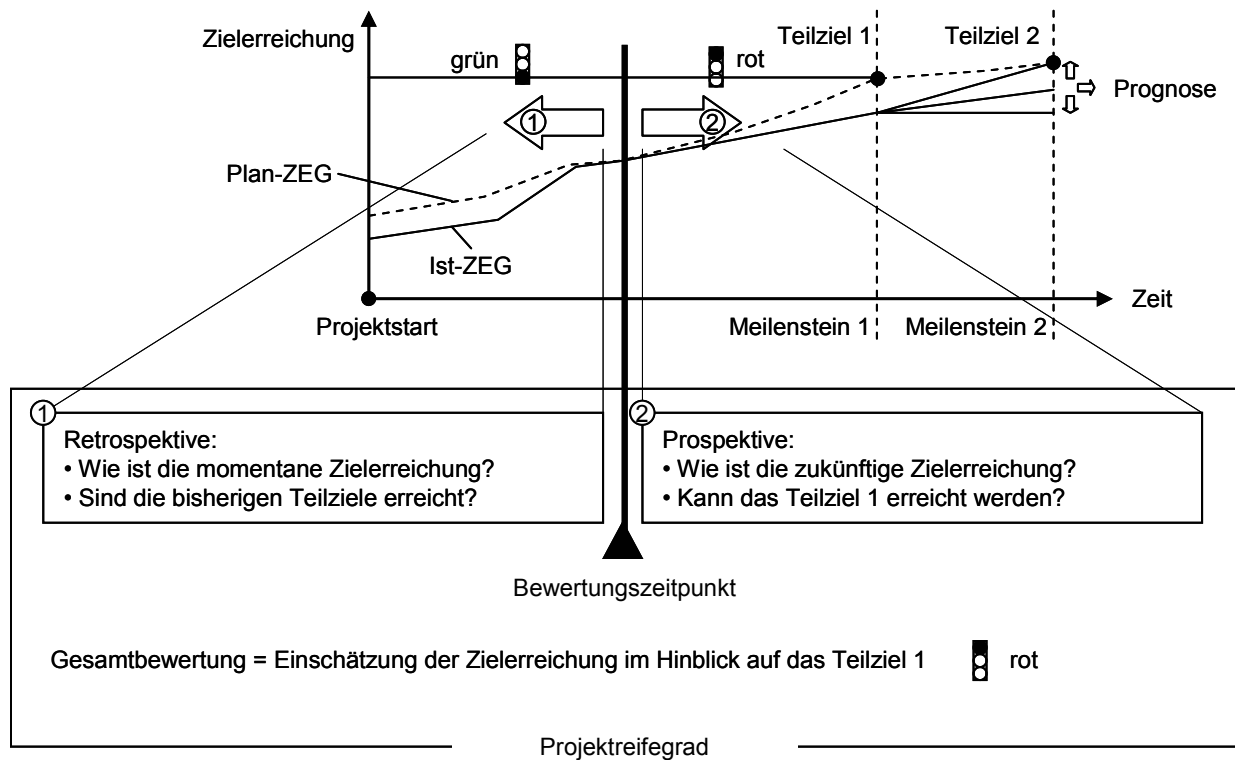 Zielerreichung
grün
rot
Teilziel 1
Teilziel 2
Prognose
1
2
Plan-ZEG
Ist-ZEG
Zeit
Projektstart
Meilenstein 1
Meilenstein 2
1
Retrospektive:
• Wie ist die momentane Zielerreichung?
• Sind die bisherigen Teilziele erreicht?
2
Prospektive:
• Wie ist die zukünftige Zielerreichung?
• Kann das Teilziel 1 erreicht werden?
Bewertungszeitpunkt
Gesamtbewertung = Einschätzung der Zielerreichung im Hinblick auf das Teilziel 1
rot
Projektreifegrad